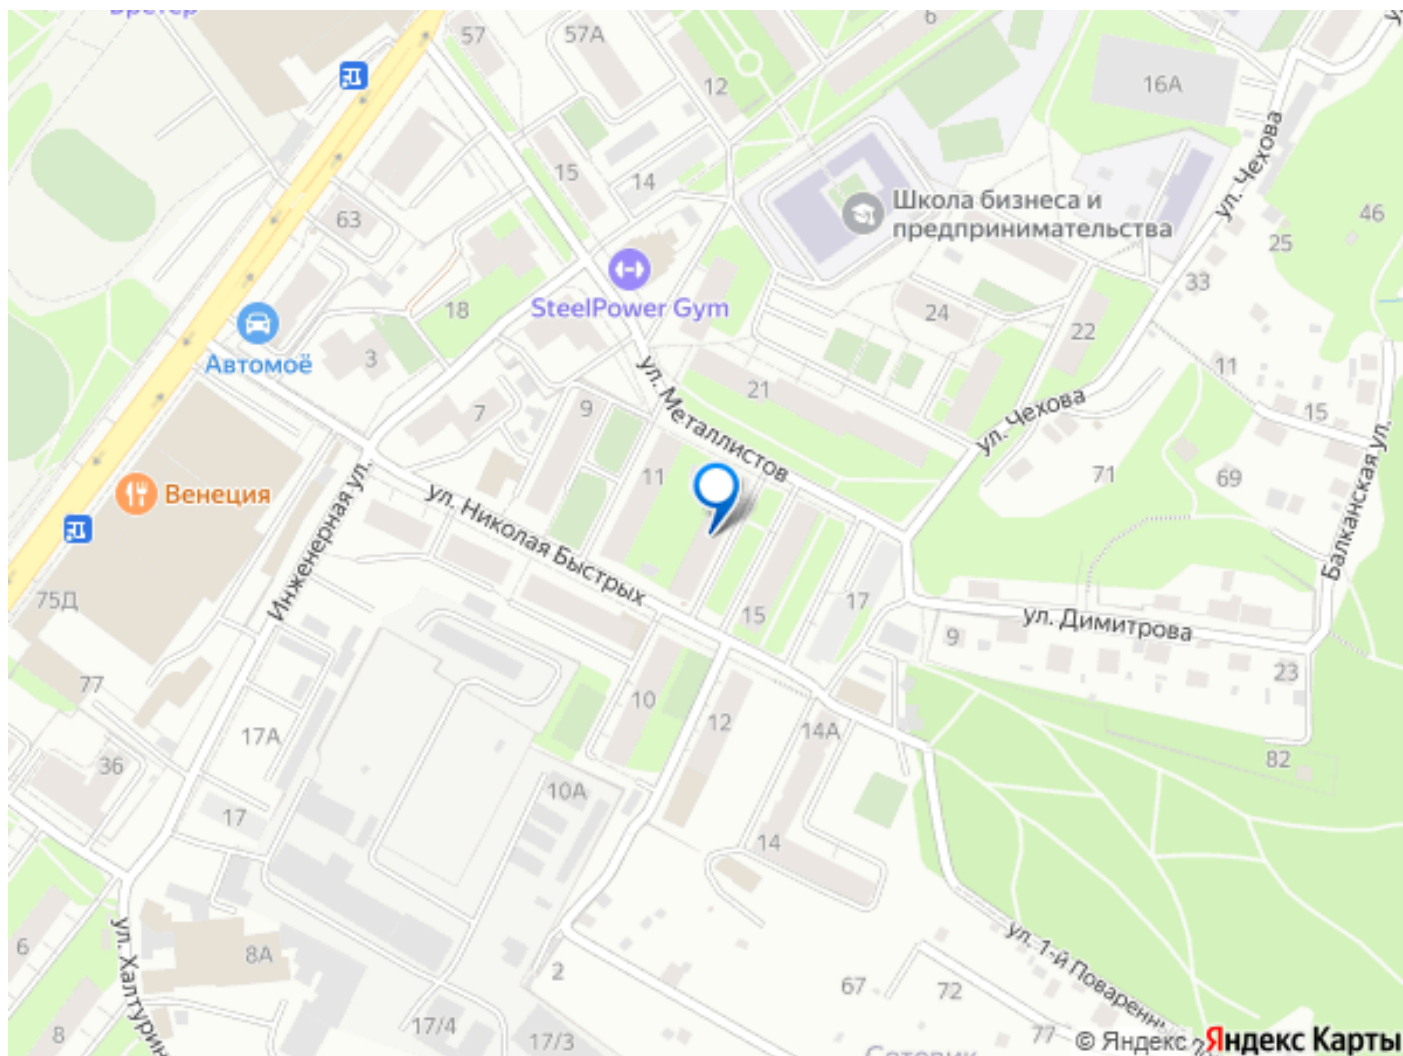 57
57А
6
12
16А
ул. Чехова
15
14
63
Школа бизнеса и
предпринимательства
46
25
33
SteelPower Gym
18
24
22
Автомоё
3
11
21
ул. Металлистов
7
9
ул. Чехова
15
11
71
69
Венеция
ул. Николая Быстрых
Инженерная ул.
Балканская ул.
75Д
15
17
ул. Димитрова
9
23
77
10
12
14А
17А
36
82
10А
17
14
ул. 1-й Поваренн
6
ул. Халтурин
8А
2
67
72
8
17/4
17/3
77
© Яндекс
Яндекс Карты